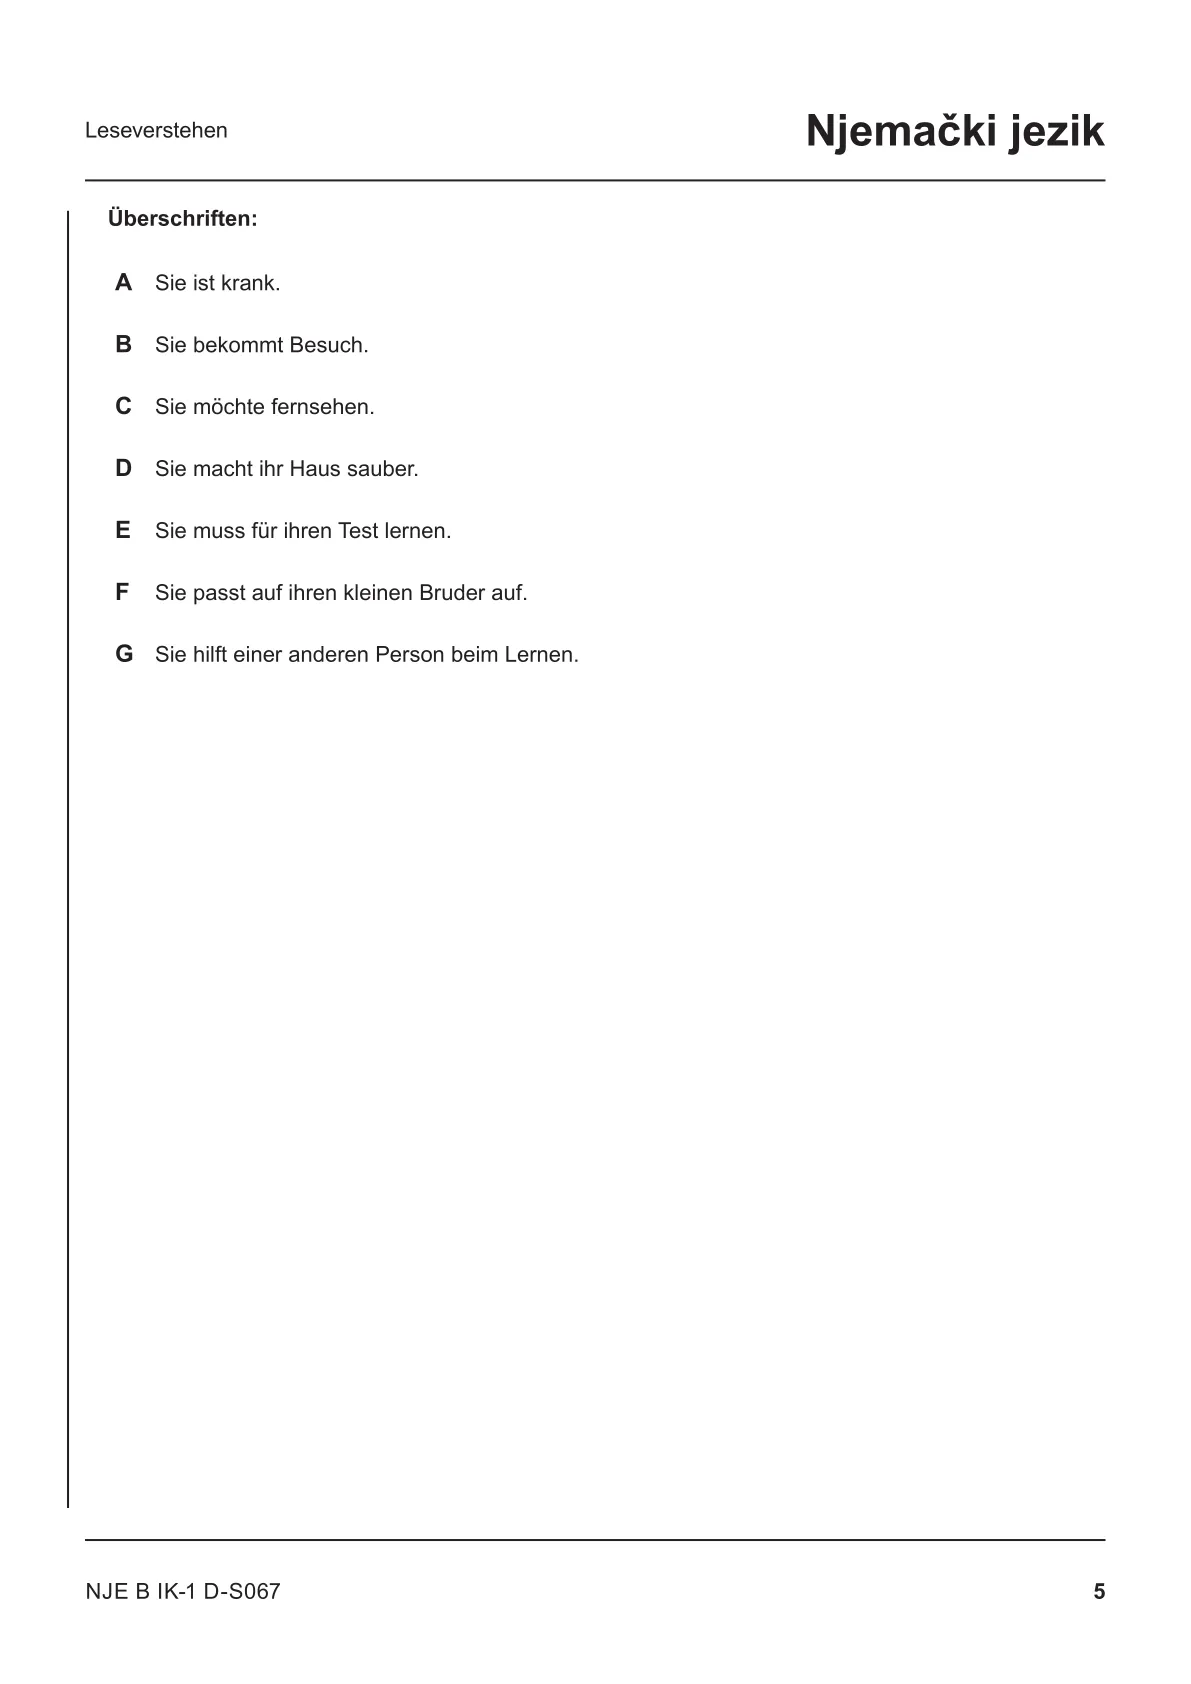 Leseverstehen
Njemački jezik
Überschriften:
A Sie ist krank.
B Sie bekommt Besuch.
C Sie möchte fernsehen.
D Sie macht ihr Haus sauber.
E Sie muss für ihren Test lernen.
F Sie passt auf ihren kleinen Bruder auf.
G Sie hilft einer anderen Person beim Lernen.
NJE B IK-1 D-S067
5